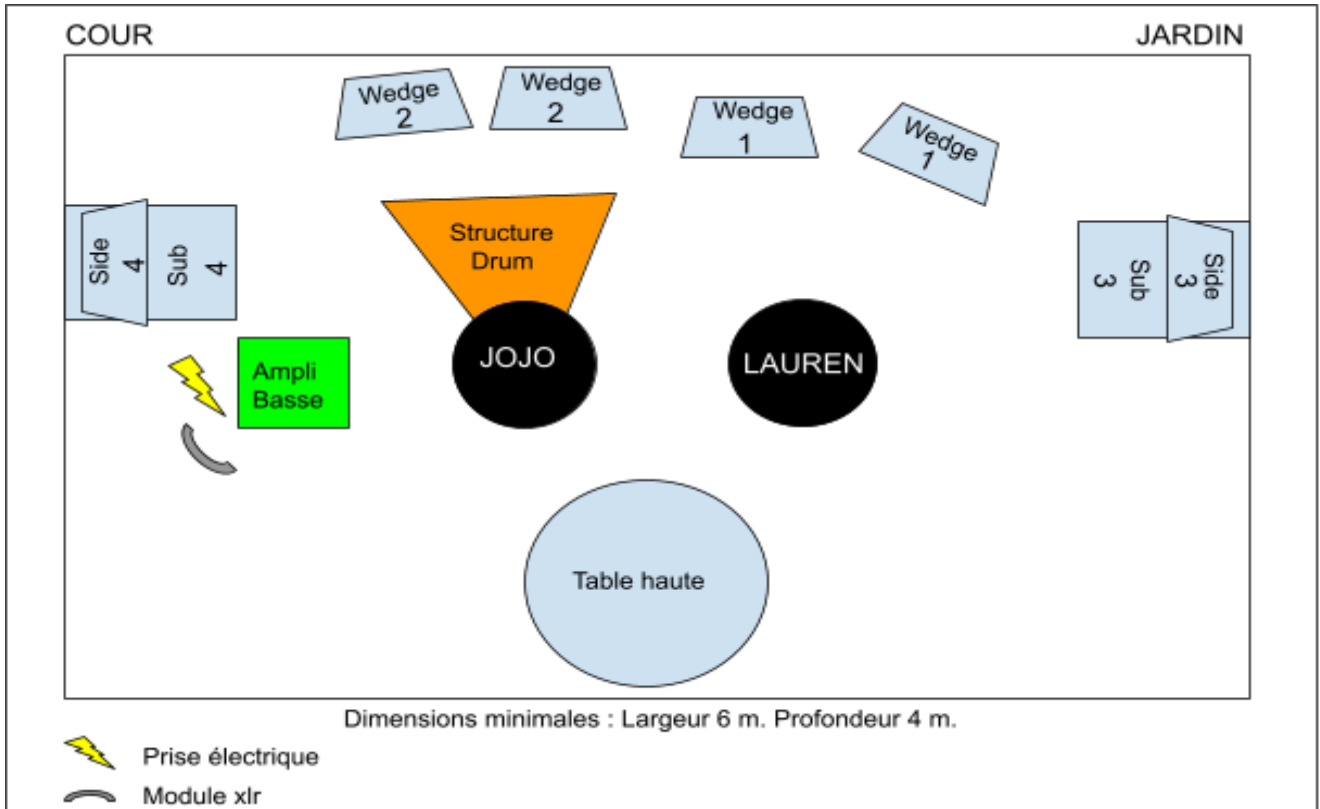 COUR
JARDIN
Wedge
2
Wedge
2
Wedge
1
Wedge
1
Side
4
Sub
4
Structure
Drum
Sub
3
Side
3
Ampli
Basse
JOJO
LAUREN
Table haute
Dimensions minimales : Largeur 6 m. Profondeur 4 m.
Prise électrique
Module xlr